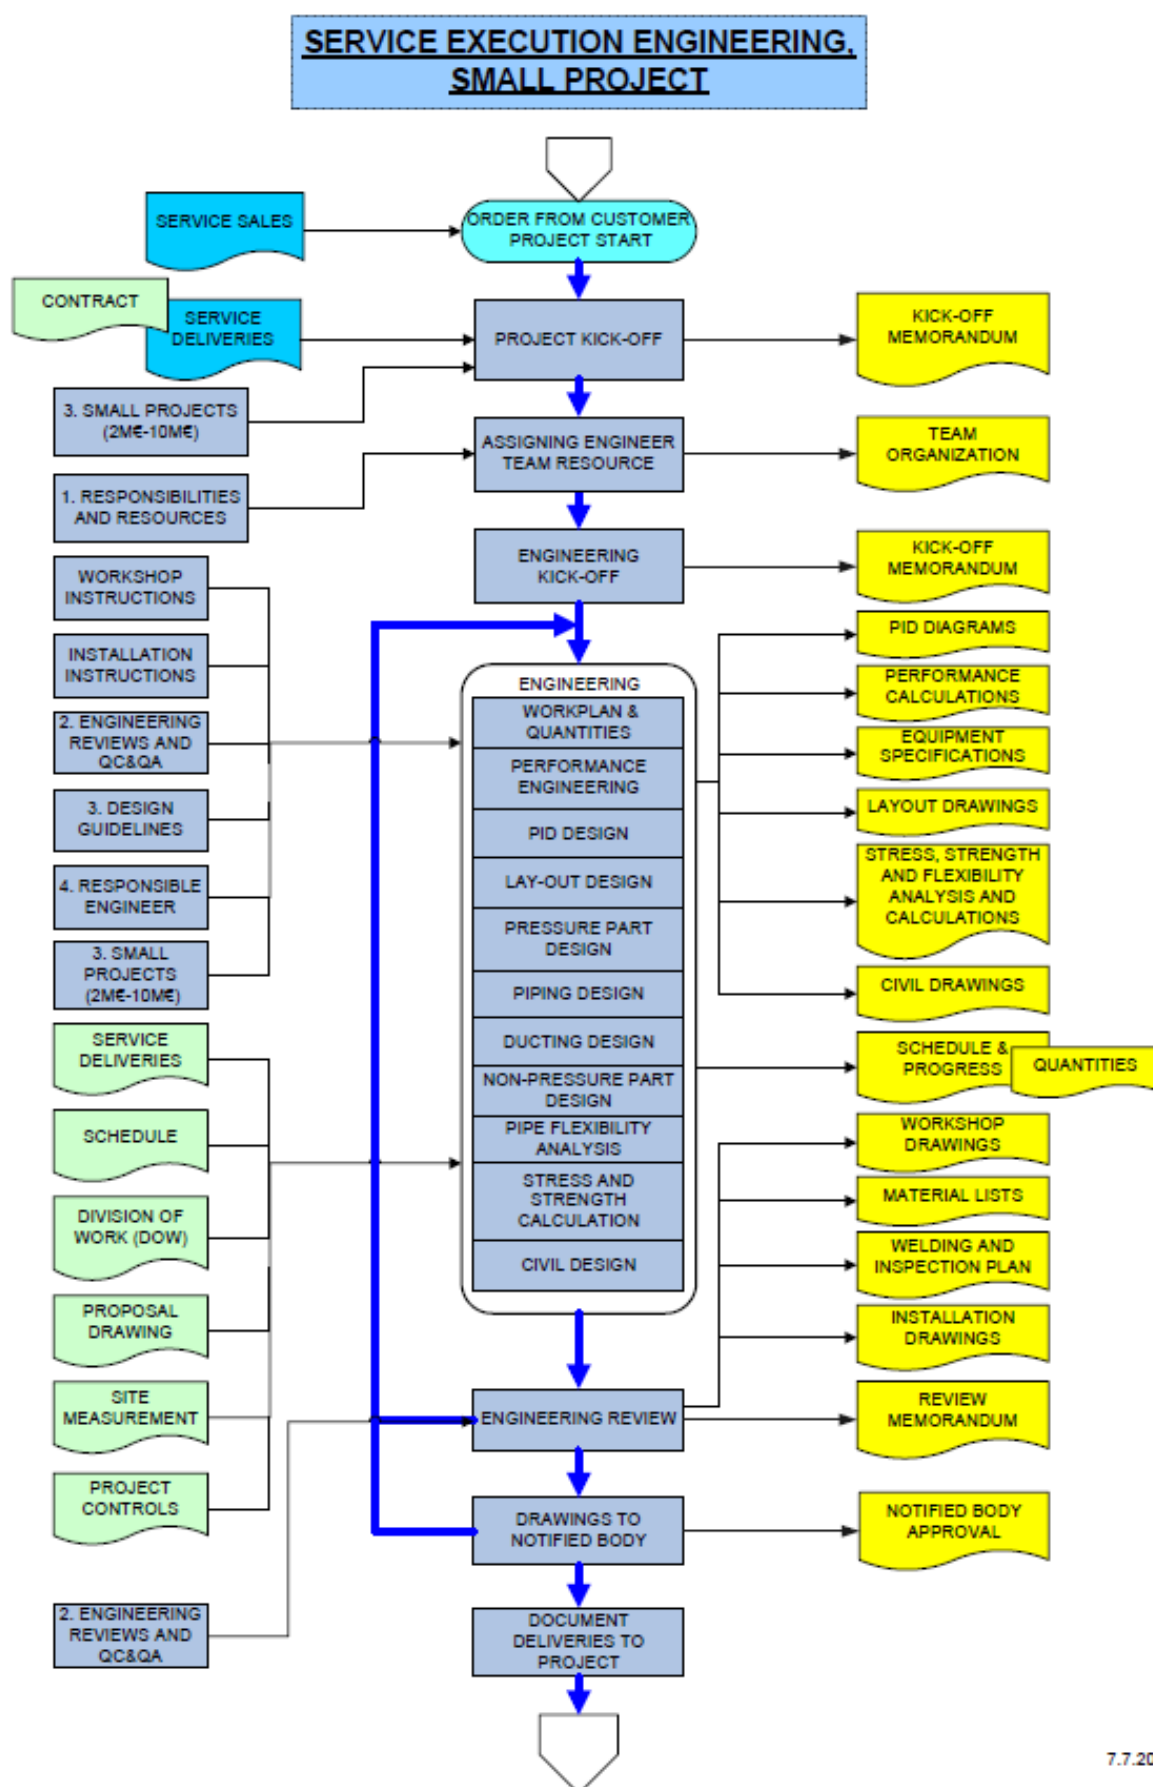 SERVICE EXECUTION ENGINEERING,
SMALL PROJECT
SERVICE SALES
ORDER FROM CUSTOMER
PROJECT START
CONTRACT
SERVICE
DELIVERIES
PROJECT KICK-OFF
KICK-OFF
MEMORANDUM
3. SMALL PROJECTS
(2M€-10M€)
ASSIGNING ENGINEER
TEAM RESOURCE
TEAM
ORGANIZATION
1. RESPONSIBILITIES
AND RESOURCES
ENGINEERING
KICK-OFF
KICK-OFF
MEMORANDUM
WORKSHOP
INSTRUCTIONS
INSTALLATION
INSTRUCTIONS
2. ENGINEERING
REVIEWS AND
QC&QA
3. DESIGN
GUIDELINES
4. RESPONSIBLE
ENGINEER
3. SMALL
PROJECTS
(2M€-10M€)
SERVICE
DELIVERIES
SCHEDULE
DIVISION OF
WORK (DOW)
PROPOSAL
DRAWING
SITE
MEASUREMENT
PROJECT
CONTROLS
2. ENGINEERING
REVIEWS AND
QC&QA
ENGINEERING
WORKPLAN &
QUANTITIES
PERFORMANCE
ENGINEERING
PID DESIGN
LAY-OUT DESIGN
PRESSURE PART
DESIGN
PIPING DESIGN
DUCTING DESIGN
NON-PRESSURE PART
DESIGN
PIPE FLEXIBILITY
ANALYSIS
STRESS AND
STRENGTH
CALCULATION
CIVIL DESIGN
ENGINEERING REVIEW
DRAWINGS TO
NOTIFIED BODY
DOCUMENT
DELIVERIES TO
PROJECT
PID DIAGRAMS
PERFORMANCE
CALCULATIONS
EQUIPMENT
SPECIFICATIONS
LAYOUT DRAWINGS
STRESS, STRENGTH
AND FLEXIBILITY
ANALYSIS AND
CALCULATIONS
CIVIL DRAWINGS
SCHEDULE &
PROGRESS
QUANTITIES
WORKSHOP
DRAWINGS
MATERIAL LISTS
WELDING AND
INSPECTION PLAN
INSTALLATION
DRAWINGS
REVIEW
MEMORANDUM
NOTIFIED BODY
APPROVAL
7.7.20